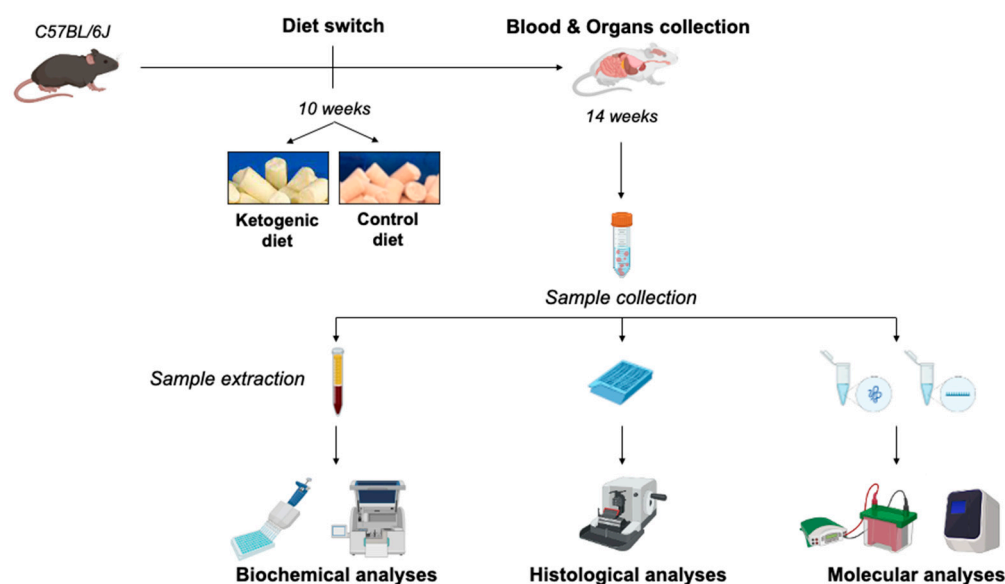 C57BL/6J
Diet switch
Blood & Organs collection
10 weeks
14 weeks
Ketogenic
diet
Control
diet
Sample collection
Sample extraction
Biochemical analyses
Histological analyses
Molecular analyses